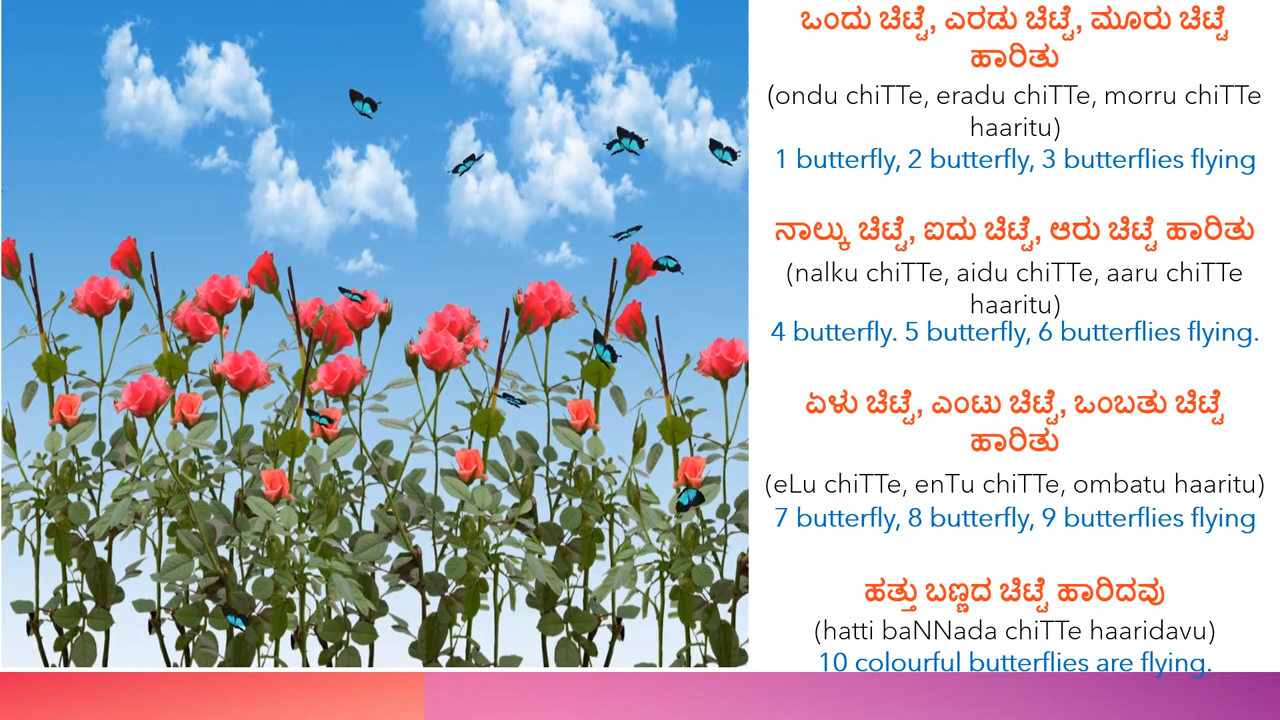 ಒಂದು ಚಿಟ್ಟೆ, ಎರಡು ಚಿಟ್ಟೆ, ಮೂರು ಚಿಟ್ಟೆ
ಹಾರಿತು
(ondu chiTTe, eradu chiTTe, morru chiTTe
haaritu)
1 butterfly, 2 butterfly, 3 butterflies flying
ನಾಲ್ಕು ಚಿಟ್ಟೆ, ಐದು ಚಿಟ್ಟೆ, ಆರು ಚಿಟ್ಟೆ ಹಾರಿತು
(nalku chiTTe, aidu chiTTe, aaru chiTTe
haaritu)
4 butterfly. 5 butterfly, 6 butterflies flying.
ಏಳು ಚಿಟ್ಟೆ, ಎಂಟು ಚಿಟ್ಟೆ, ಒಂಬತು ಚಿಟ್ಟೆ
ಹಾರಿತು
(eLu chiTTe, enTu chiTTe, ombatu haaritu)
7 butterfly, 8 butterfly, 9 butterflies flying
ಹತ್ತು ಬಣ್ಣದ ಚಿಟ್ಟೆ ಹಾರಿದವು
(hatti baNNada chiTTe haaridavu)
10 colourful butterflies are flying.